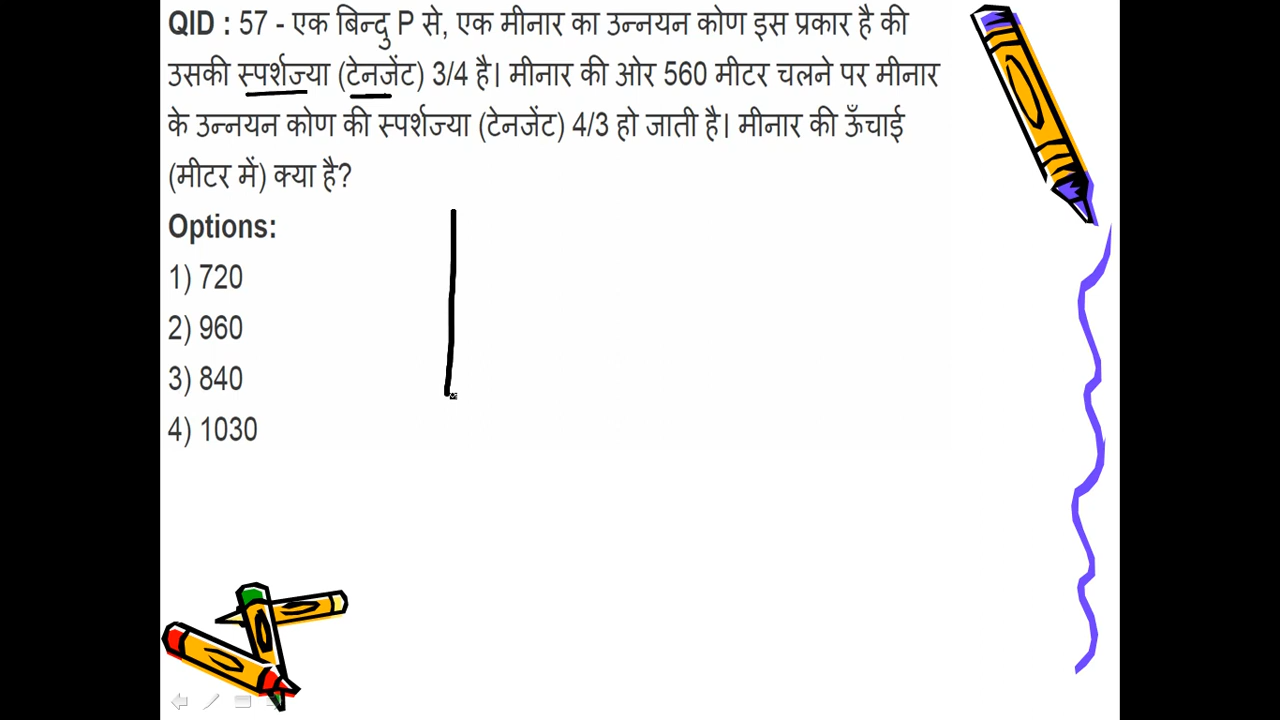 QID : 57 - एक बिन्दु P से, एक मीनार का उन्नयन कोण इस प्रकार है की
उसकी स्पर्शज्या (टेनजेंट) 3/4 है। मीनार की ओर 560 मीटर चलने पर मीनार
के उन्नयन कोण की स्पर्शज्या (टेनजेंट) 4/3 हो जाती है। मीनार की ऊँचाई
(मीटर में) क्या है?
Options:
1) 720
2) 960
3) 840
4) 1030